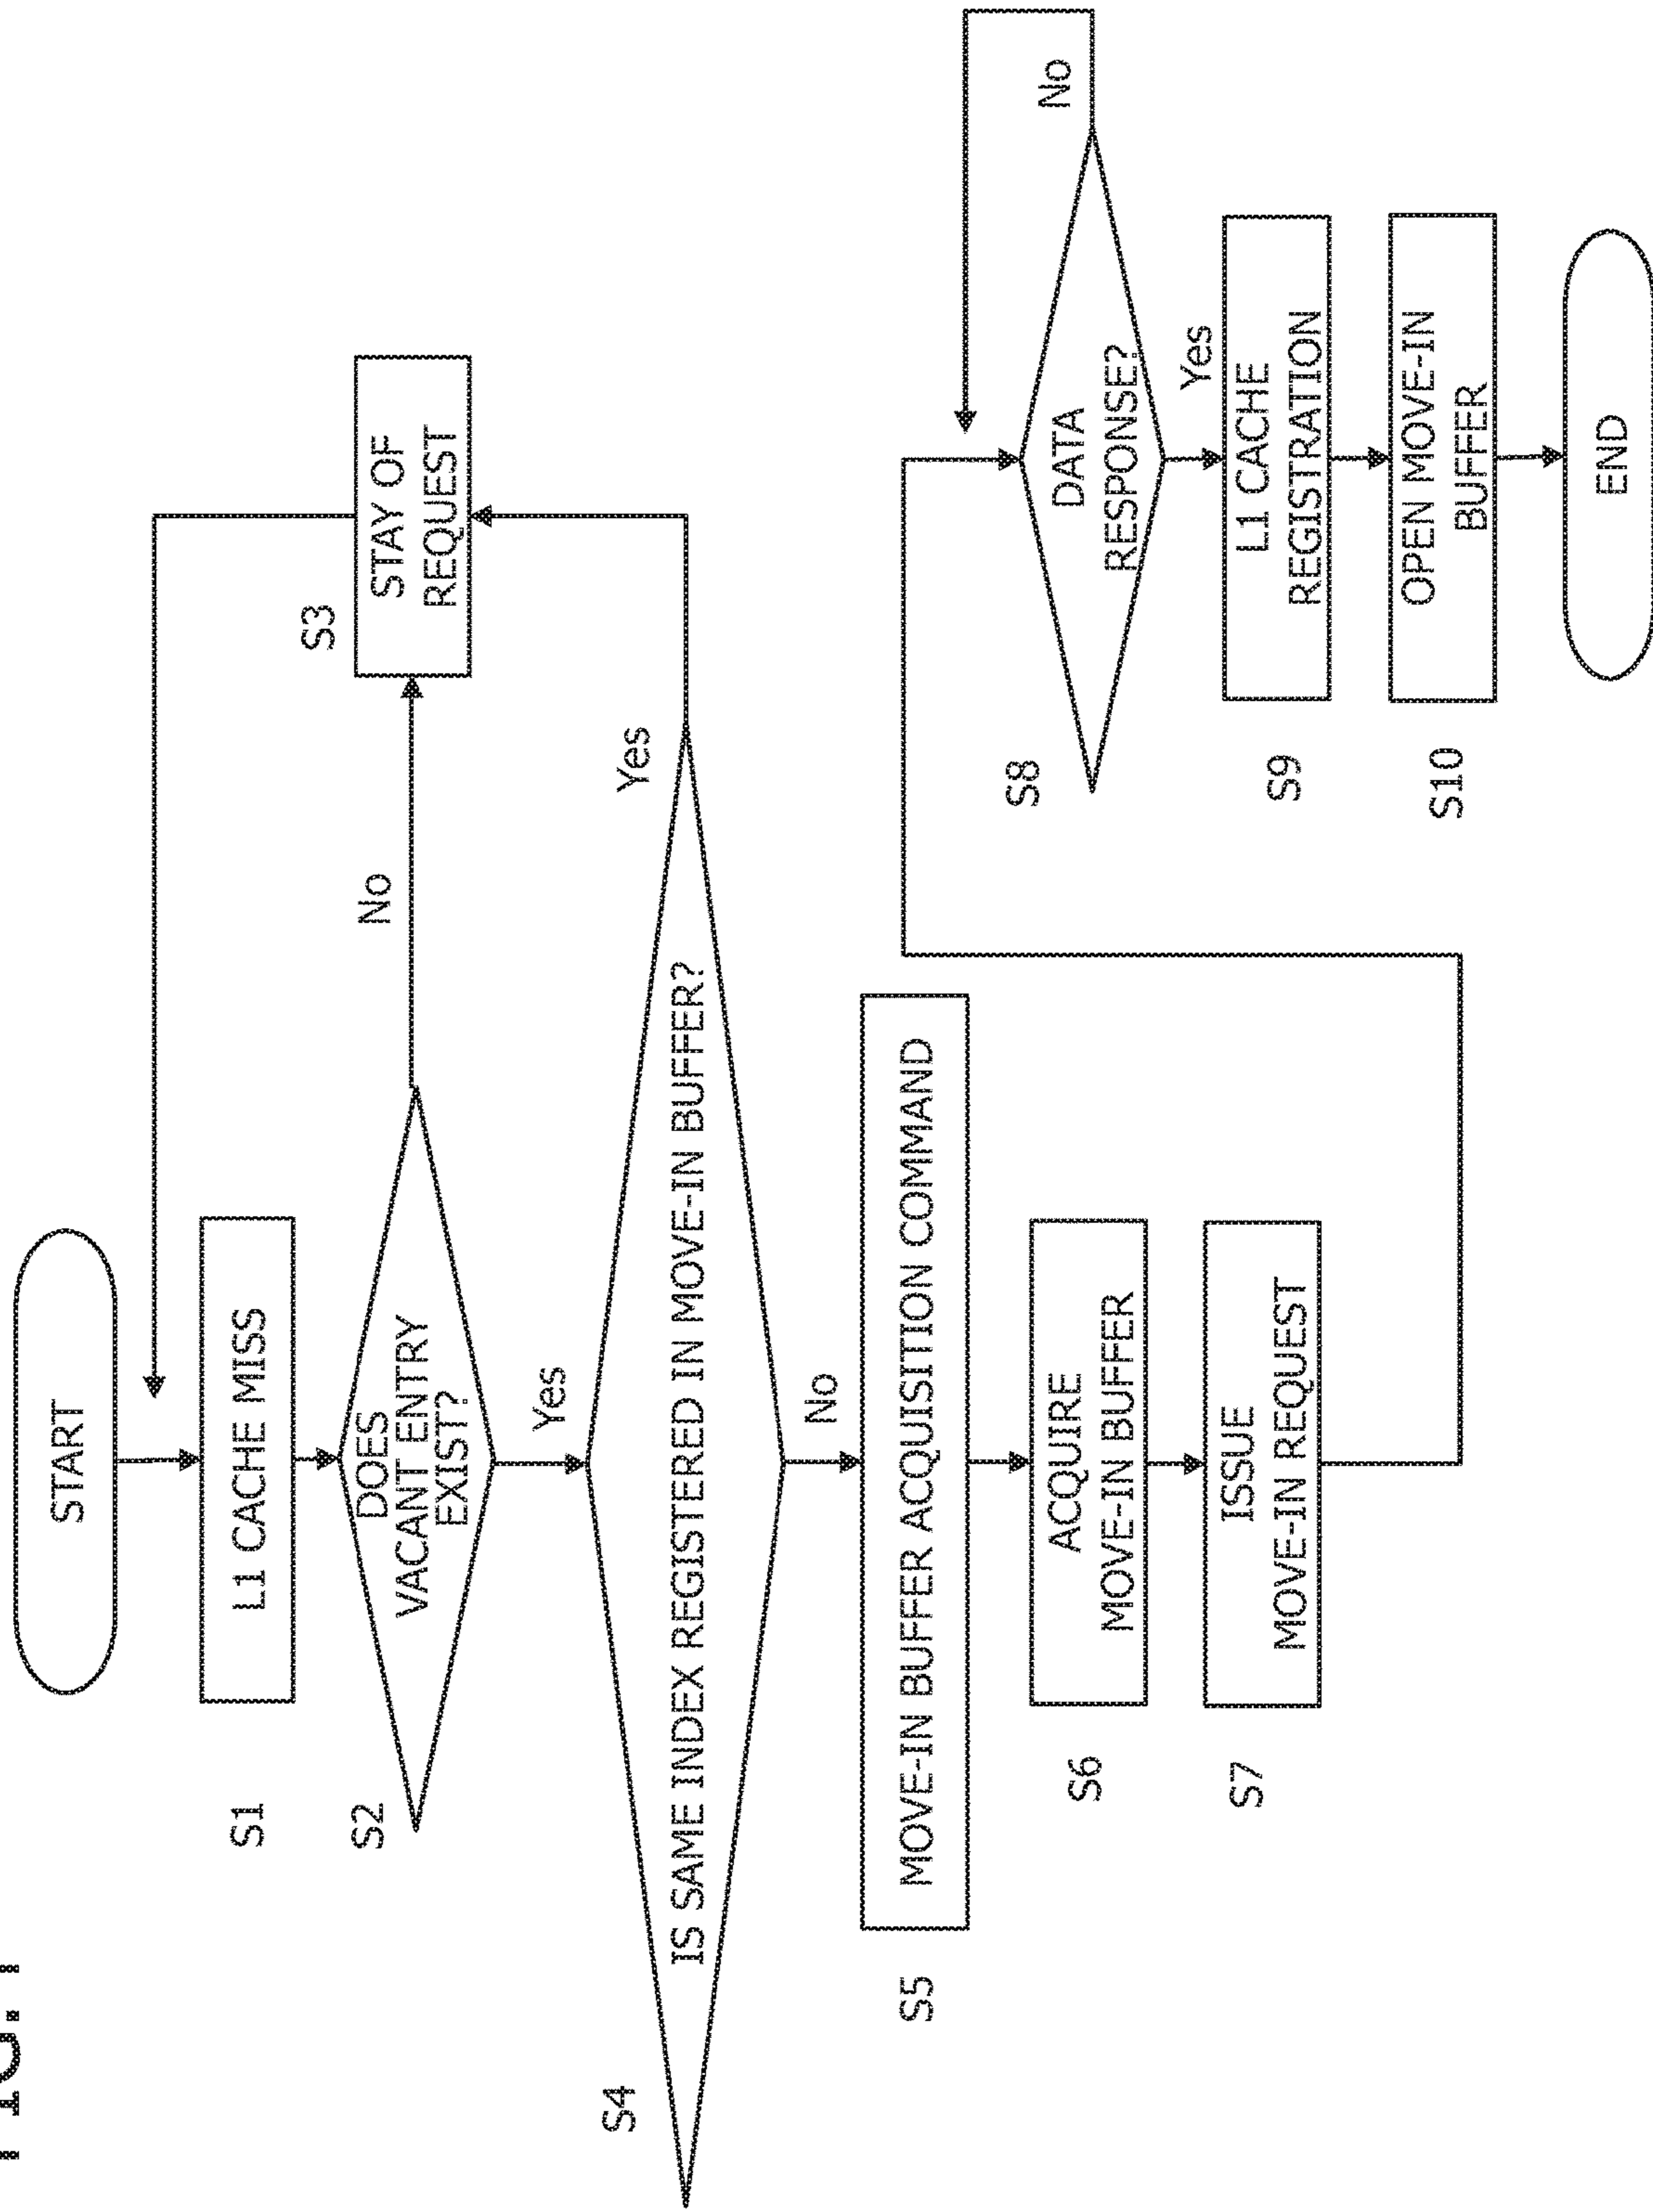 FIG. 1
START
S1
L1 CACHE MISS
S2
DOES
VACANT ENTRY
EXIST?
No
S3
STAY OF
REQUEST
Yes
S4
IS SAME INDEX REGISTERED IN MOVE-IN BUFFER?
Yes
No
S5
MOVE-IN BUFFER ACQUISITION COMMAND
S6
ACQUIRE
MOVE-IN BUFFER
S7
ISSUE
MOVE-IN REQUEST
S8
DATA
RESPONSE?
No
Yes
S9
L1 CACHE
REGISTRATION
S10
OPEN MOVE-IN
BUFFER
END